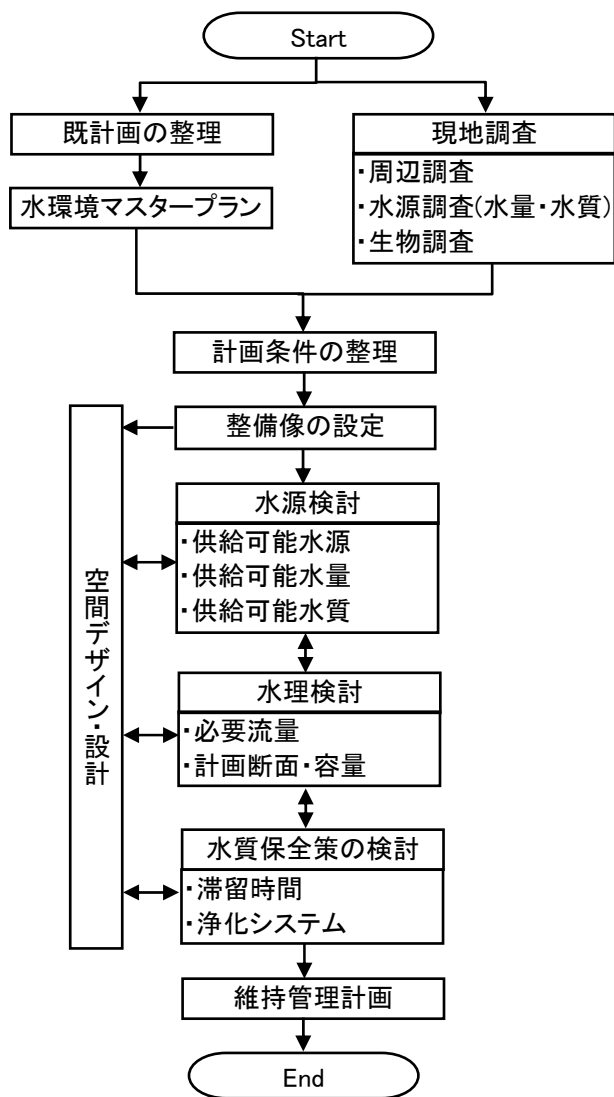 Start
既計画の整理
水環境マスタープラン
現地調査
・周辺調査
・水源調査(水量・水質)
・生物調査
計画条件の整理
整備像の設定
空間デザイン・設計
水源検討
・供給可能水源
・供給可能水量
・供給可能水質
水理検討
・必要流量
・計画断面・容量
水質保全策の検討
・滞留時間
・浄化システム
維持管理計画
End